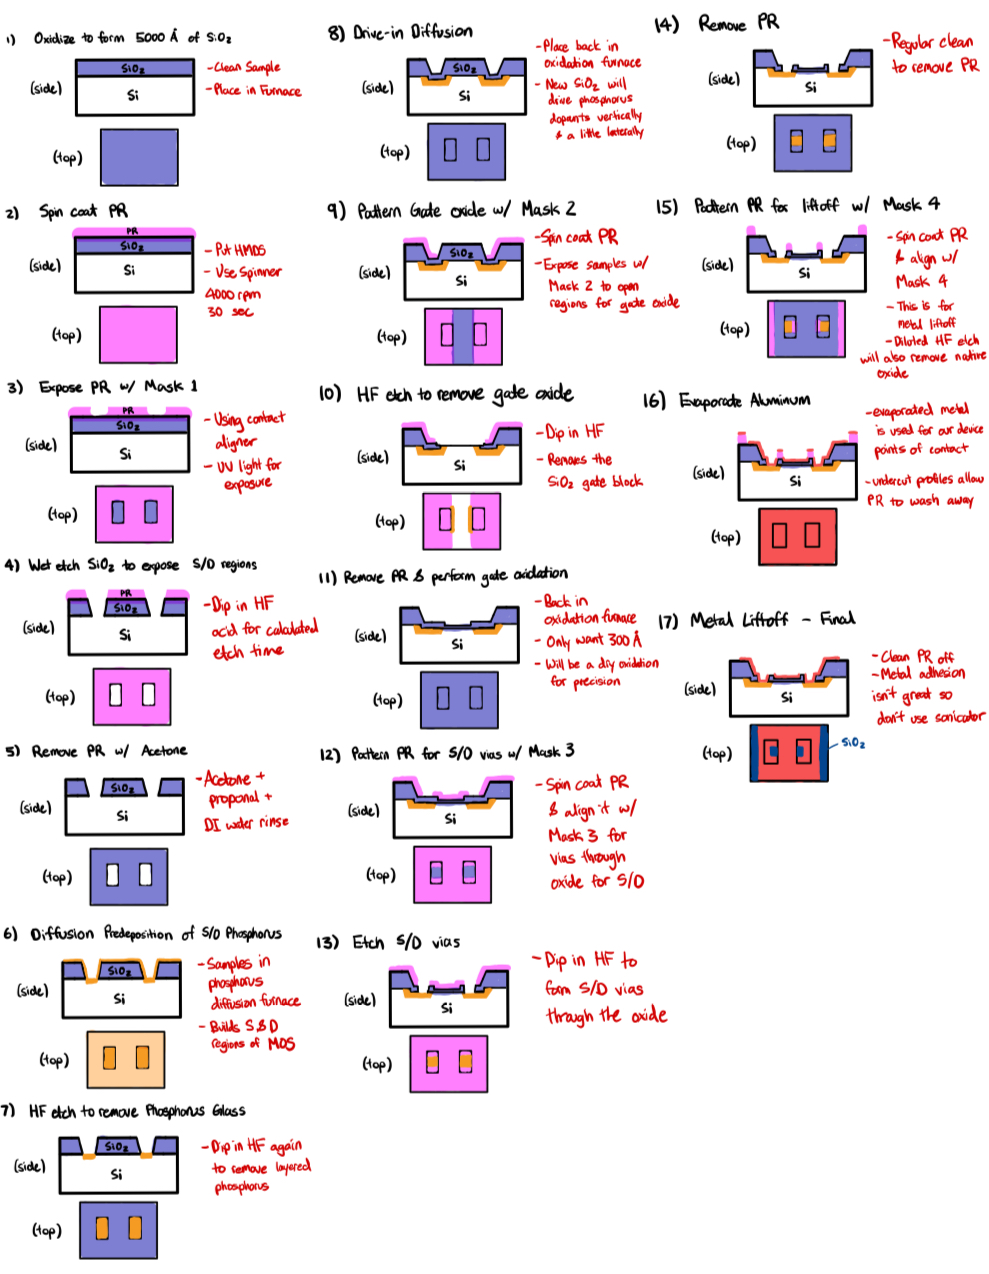 1) Oxidize to form 5000 Å of SiO₂
SiO₂
(side)
Si
-Clean Sample
-Place in Furnace
(top)
2) Spin coat PR
PR
SiO₂
(side)
Si
- Put HMDS
- Use Spinner
4000 rpm
30 sec
(top)
3) Expose PR w/ Mask 1
PR
SiO₂
(side)
Si
- Using contact
aligner
- UV light for
exposure
(top)
4) Wet etch SiO₂ to expose S/D regions
PR
SiO₂
(side)
Si
-Dip in HF
acid for calculated
etch time
(top)
5) Remove PR w/ Acetone
SiO₂
(side)
Si
-Acetone +
propanal +
DI water rinse
(top)
6) Diffusion Predeposition of S/D Phosphorus
SiO₂
(side)
Si
-Samples in
phosphorus
diffusion furnace
- Builds S&D
regions of MOS
(top)
7) HF etch to remove Phosphorus Glass
SiO₂
(side)
Si
-Dip in HF again
to remove layered
phosphorus
(top)
8) Drive-in Diffusion
SiO₂
(side)
Si
-Place back in
oxidation furnace
- New SiO₂ will
drive phosphorus
dopants vertically
& a little laterally
(top)
9) Pattern Gate oxide w/ Mask 2
SiO₂
(side)
Si
-Spin coat PR
-Expose samples w/
Mask 2 to open
regions for gate oxide
(top)
10) HF etch to remove gate oxide
(side)
Si
-Dip in HF
- Removes the
SiO₂ gate block
(top)
11) Remove PR & perform gate oxidation
(side)
Si
-Back in
oxidation furnace
- Only want 300 Å
- Will be a dry oxidation
for precision
(top)
12) Pattern PR for S/D vias w/ Mask 3
(side)
Si
-Spin coat PR
& align it w/
Mask 3 for
vias through
oxide for S/D
(top)
13) Etch S/D vias
(side)
Si
-Dip in HF to
form S/D vias
through the oxide
(top)
14) Remove PR
(side)
Si
-Regular clean
to remove PR
(top)
15) Pattern PR for liftoff w/ Mask 4
(side)
Si
-Spin coat PR
& align w/
Mask 4
- This is for
metal liftoff
-Diluted HF etch
will also remove native
oxide
(top)
16) Evaporate Aluminum
(side)
Si
-evaporated metal
is used for our device
points of contact
-undercut profiles allow
PR to wash away
(top)
17) Metal Liftoff - Final
(side)
Si
-Clean PR off
-Metal adhesion
isn't great so
don't use sonicator
(top)
SiO₂